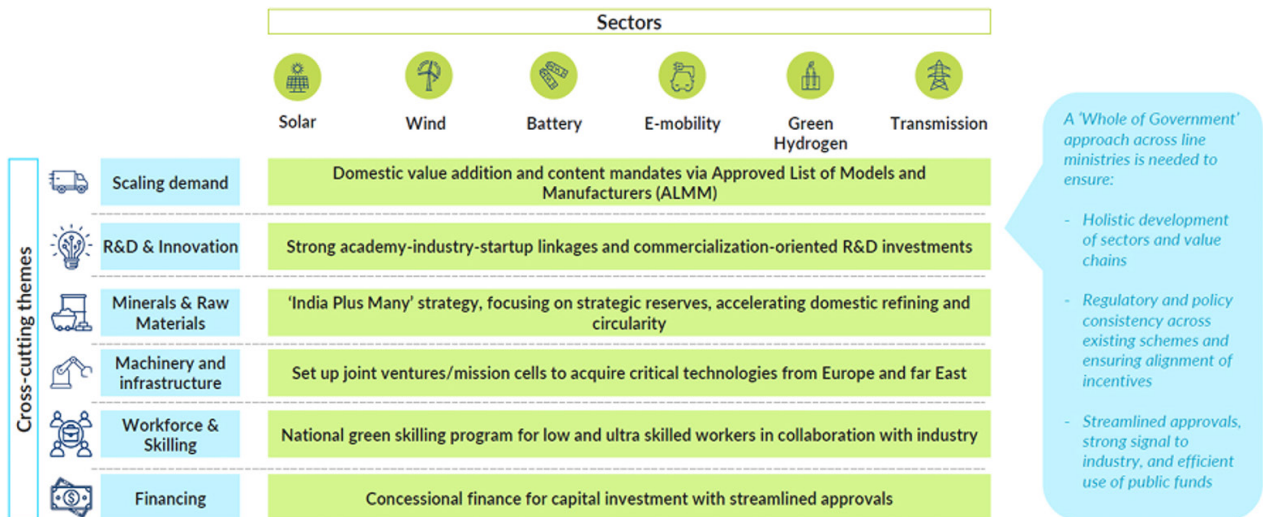 Sectors
Solar
Wind
Battery
E-mobility
Green
Hydrogen
Transmission
Cross-cutting themes
Scaling demand
Domestic value addition and content mandates via Approved List of Models and
Manufacturers (ALMM)
R&D & Innovation
Strong academy-industry-startup linkages and commercialization-oriented R&D investments
Minerals & Raw
Materials
‘India Plus Many’ strategy, focusing on strategic reserves, accelerating domestic refining and
circularity
Machinery and
infrastructure
Set up joint ventures/mission cells to acquire critical technologies from Europe and far East
Workforce &
Skilling
National green skilling program for low and ultra skilled workers in collaboration with industry
Financing
Concessional finance for capital investment with streamlined approvals
A ‘Whole of Government’
approach across line
ministries is needed to
ensure:
- Holistic development
of sectors and value
chains
- Regulatory and policy
consistency across
existing schemes and
ensuring alignment of
incentives
- Streamlined approvals,
strong signal to
industry, and efficient
use of public funds